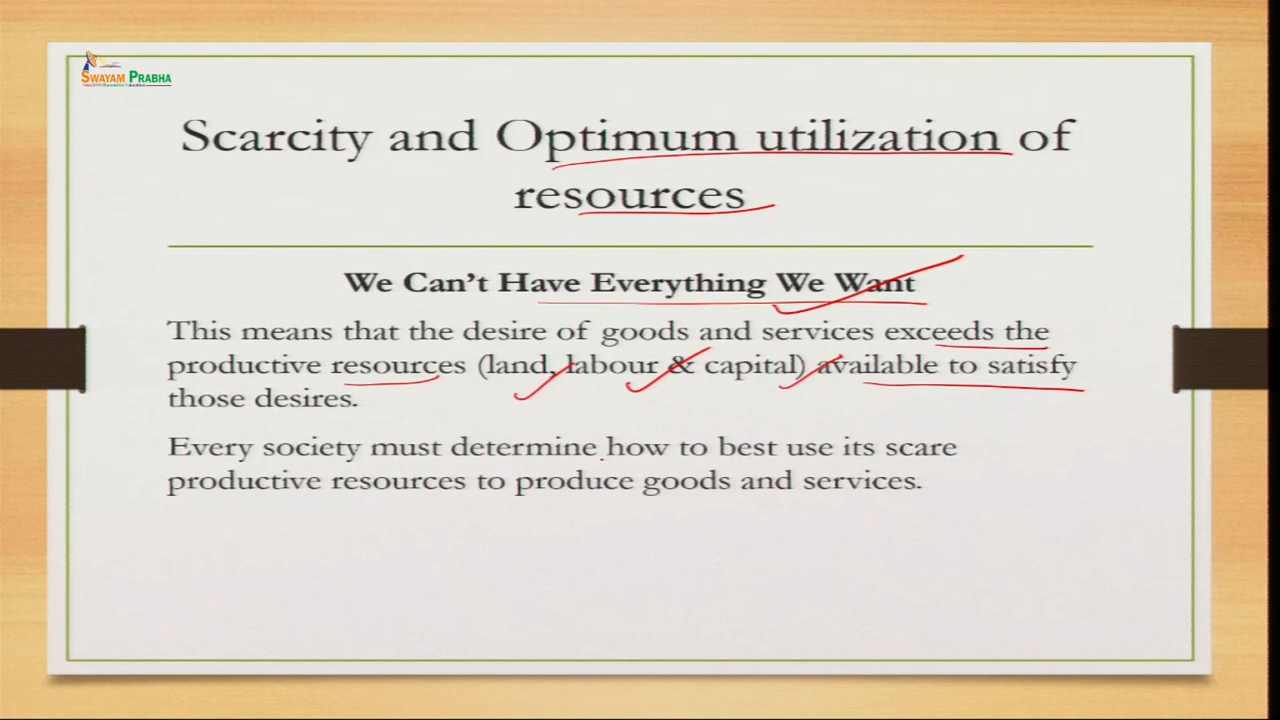 SWAYAM PRABHA
Scarcity and Optimum utilization of
resources
We Can't Have Everything We Want
This means that the desire of goods and services exceeds the
productive resources (land, labour & capital) available to satisfy
those desires.
Every society must determine how to best use its scare
productive resources to produce goods and services.